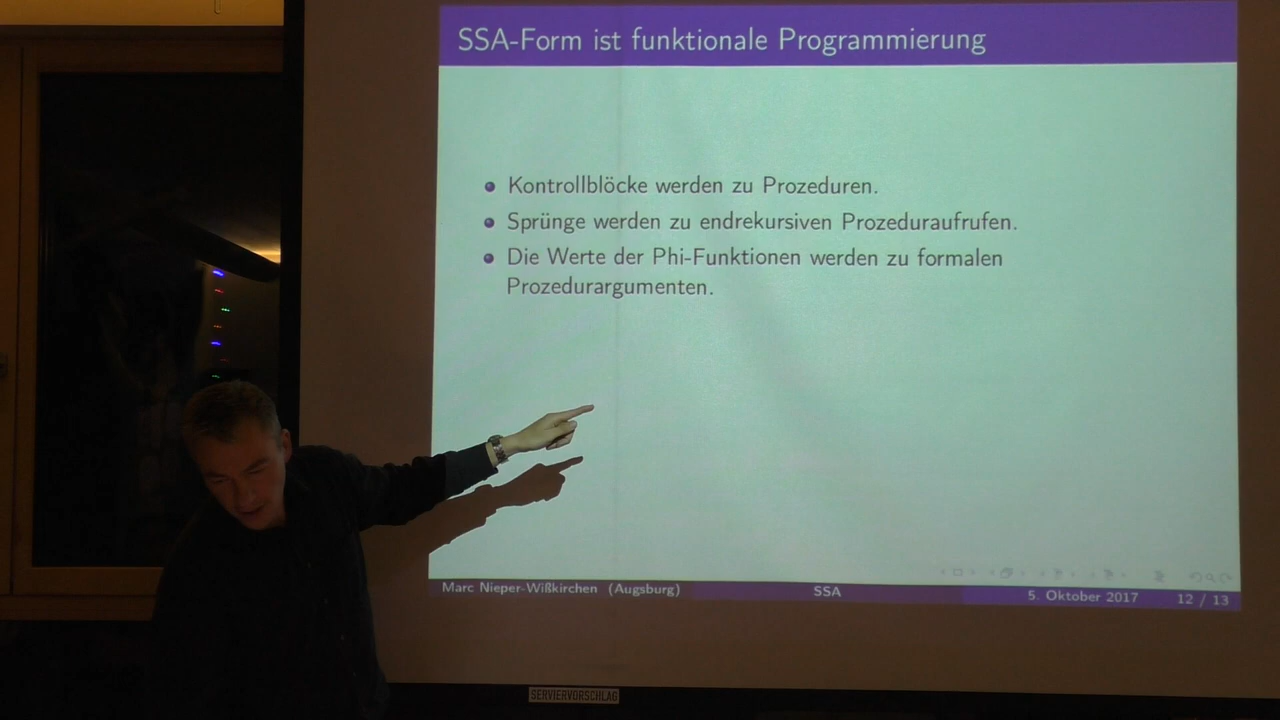 SSA-Form ist funktionale Programmierung
Kontrollblöcke werden zu Prozeduren.
Sprünge werden zu endrekursiven Prozeduraufrufen.
Die Werte der Phi-Funktionen werden zu formalen
Prozedurargumenten.
Marc Nieper-Wißkirchen (Augsburg) SSA 5. Oktober 2017 12 / 13
SERVIERVORSCHLAG